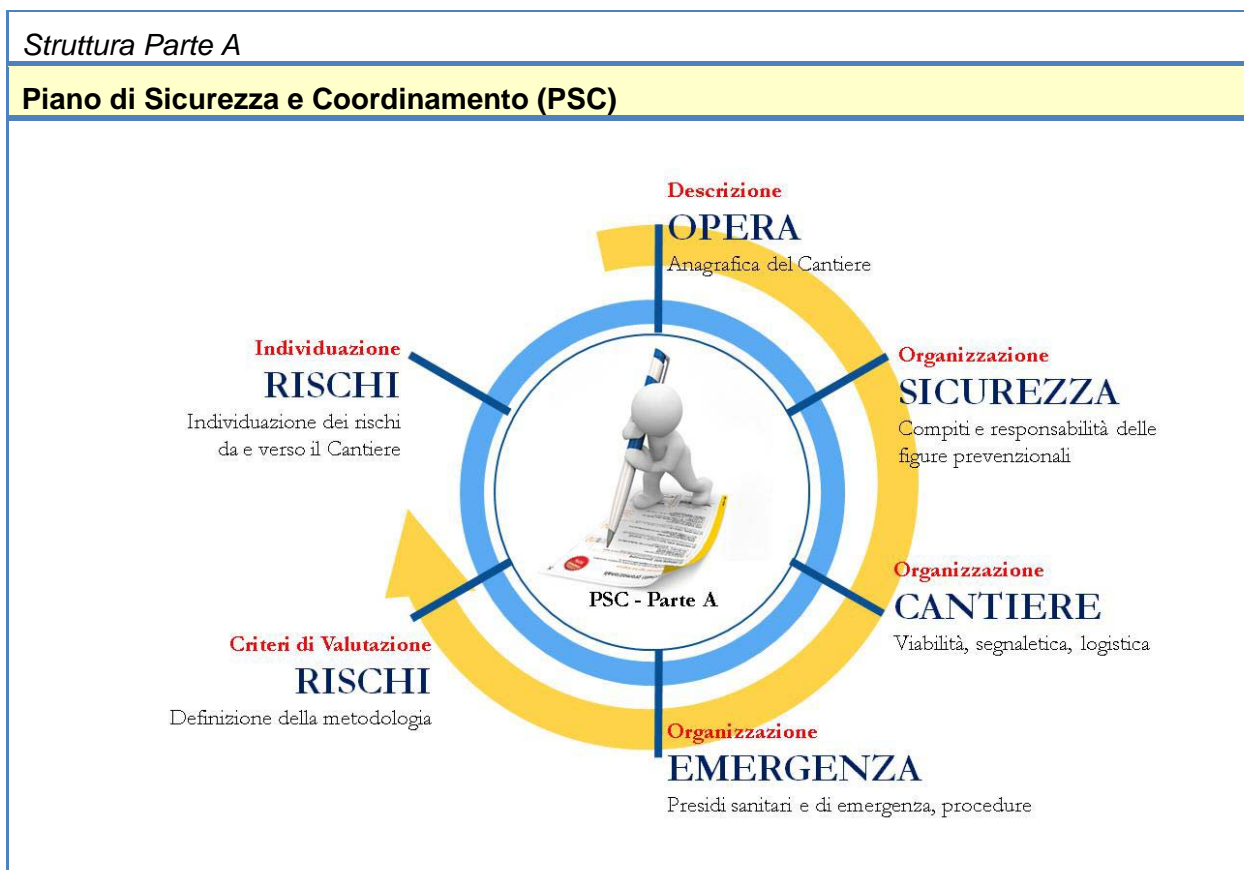 Struttura Parte A
Piano di Sicurezza e Coordinamento (PSC)
Descrizione
OPERA
Anagrafica del Cantiere
Organizzazione
SICUREZZA
Compiti e responsabilità delle
figure prevenzionali
Organizzazione
CANTIERE
Viabilità, segnaletica, logistica
Organizzazione
EMERGENZA
Presidi sanitari e di emergenza, procedure
Criteri di Valutazione
RISCHI
Definizione della metodologia
Individuazione
RISCHI
Individuazione dei rischi
da e verso il Cantiere
PSC - Parte A